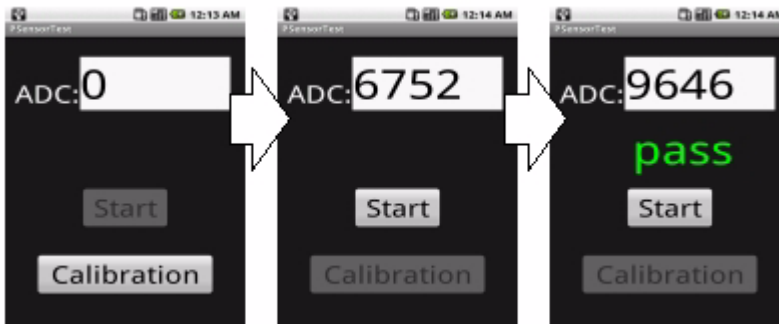 12:13 AM
PSensorTest
ADC: 0
Start
Calibration
12:14 AM
PSensorTest
ADC: 6752
Start
Calibration
12:14 AM
PSensorTest
ADC: 9646
pass
Start
Calibration